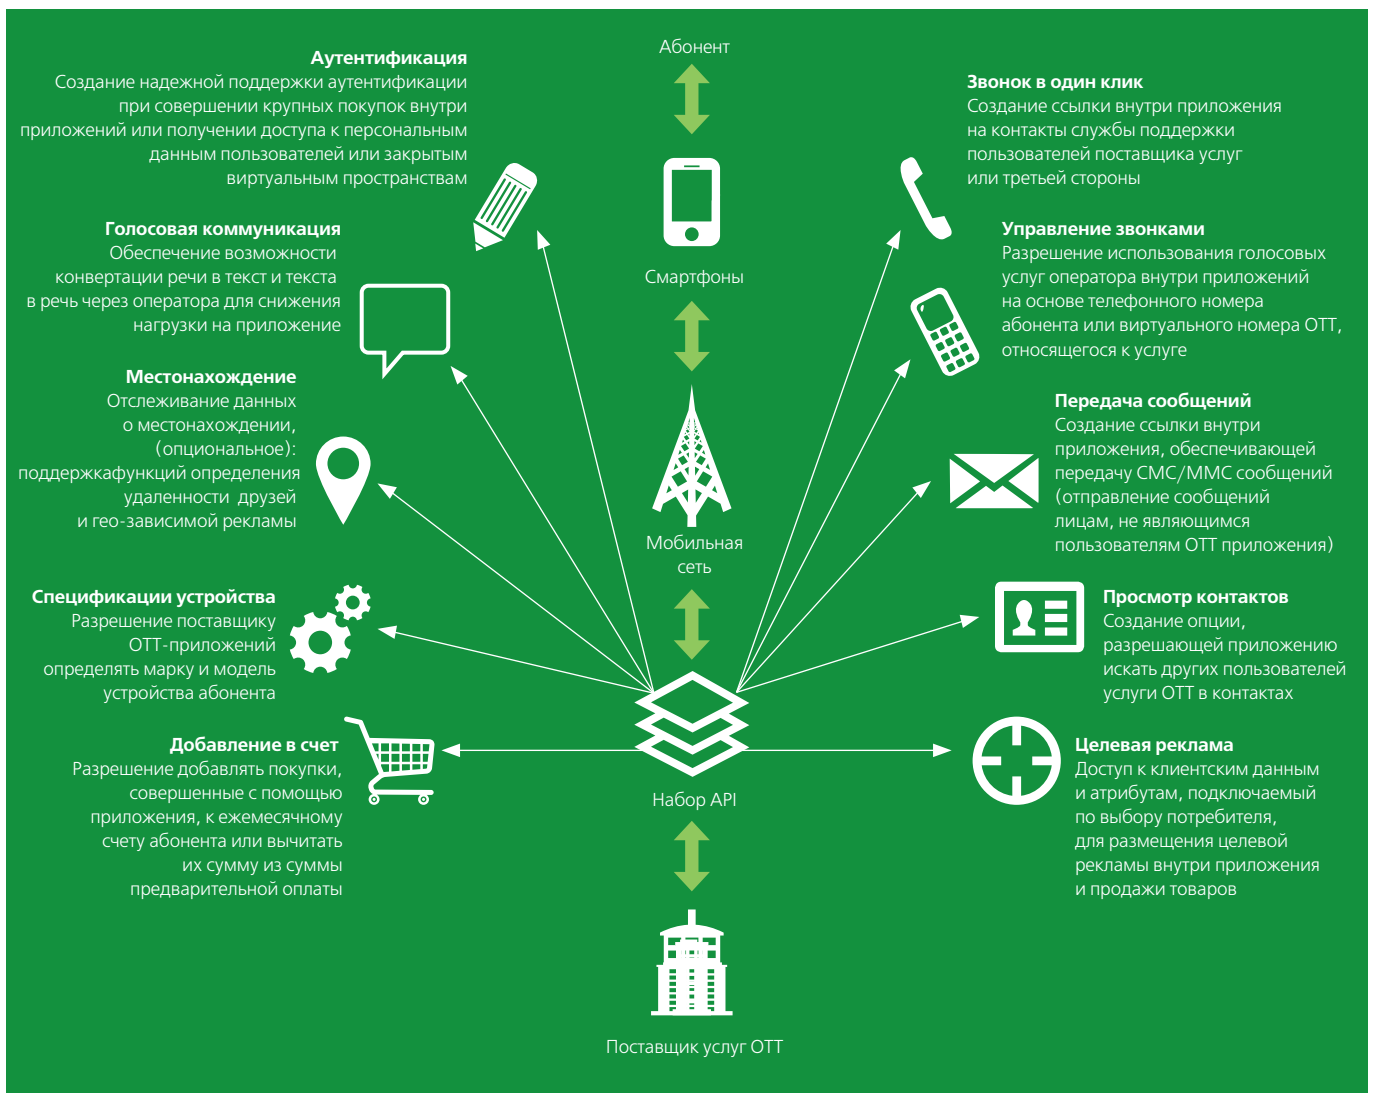 Аутентификация
Создание надежной поддержки аутентификации
при совершении крупных покупок внутри
приложений или получении доступа к персональным
данным пользователей или закрытым
виртуальным пространствам
Голосовая коммуникация
Обеспечение возможности
конвертации речи в текст и текста
в речь через оператора для снижения
нагрузки на приложение
Местонахождение
Отслеживание данных
о местонахождении,
(опциональное):
поддержкафункций определения
удаленности друзей
и гео-зависимой рекламы
Спецификации устройства
Разрешение поставщику
ОТТ-приложений
определять марку и модель
устройства абонента
Добавление в счет
Разрешение добавлять покупки,
совершенные с помощью
приложения, к ежемесячному
счету абонента или вычитать
их сумму из суммы
предварительной оплаты
Абонент
Смартфоны
Мобильная
сеть
Набор API
Поставщик услуг ОТТ
Звонок в один клик
Создание ссылки внутри приложения
на контакты службы поддержки
пользователей поставщика услуг
или третьей стороны
Управление звонками
Разрешение использования голосовых
услуг оператора внутри приложений
на основе телефонного номера
абонента или виртуального номера ОТТ,
относящегося к услуге
Передача сообщений
Создание ссылки внутри
приложения, обеспечивающей
передачу СМС/ММС сообщений
(отправление сообщений
лицам, не являющимся
пользователям ОТТ приложения)
Просмотр контактов
Создание опции,
разрешающей приложению
искать других пользователей
услуги ОТТ в контактах
Целевая реклама
Доступ к клиентским данным
и атрибутам, подключаемый
по выбору потребителя,
для размещения целевой
рекламы внутри приложения
и продажи товаров